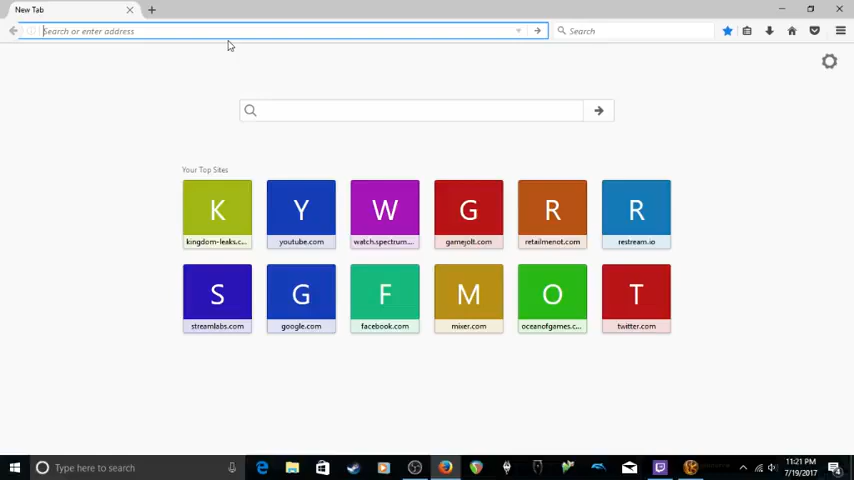 New Tab
Search or enter address
Search
Your Top Sites
K Y W G R R
kingdom-leaks.c... youtube.com watch.spectrum.... gamejolt.com retailmenot.com restream.io
S G F M O T
streamlabs.com google.com facebook.com mixer.com oceanofgames.c... twitter.com
Type here to search
11:21 PM
7/19/2017